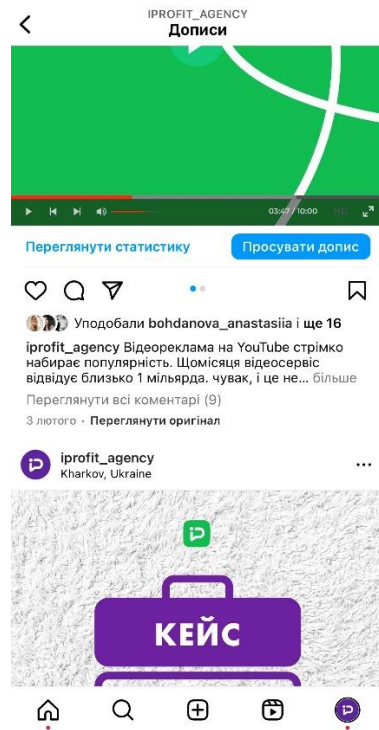 IPROFIT_AGENCY
Дописи
03:47 / 10:00 HD
Переглянути статистику
Просувати допис
Уподобали bohdanova_anastasiia і ще 16
iprofit_agency Відеореклама на YouTube стрімко
набирає популярність. Щомісяця відеосервіс
відвідує близько 1 мільярда. чувак, і це не... більше
Переглянути всі коментарі (9)
3 лютого · Переглянути оригінал
iprofit_agency
Kharkov, Ukraine
КЕЙС